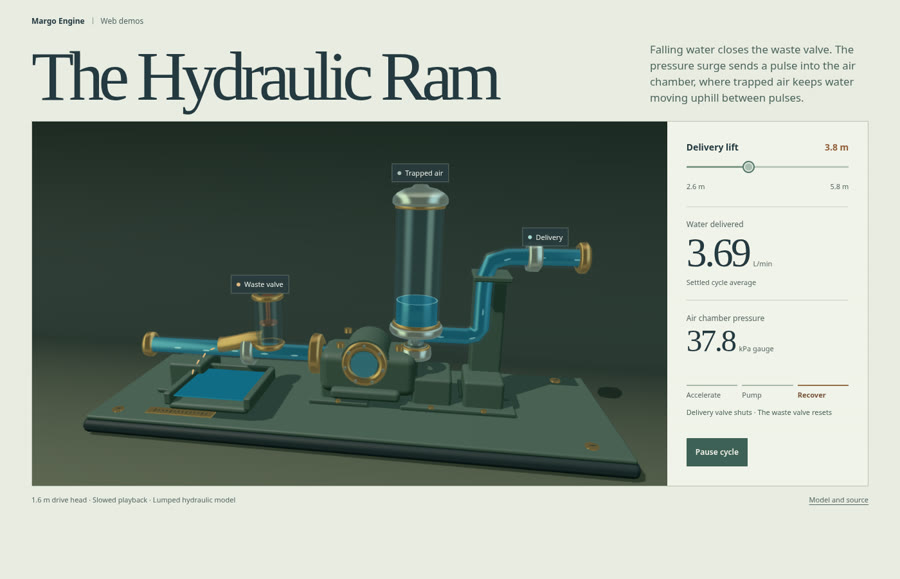 Margo Engine | Web demos
The Hydraulic Ram
Falling water closes the waste valve. The
pressure surge sends a pulse into the air
chamber, where trapped air keeps water
moving uphill between pulses.
Trapped air
Delivery
Waste valve
Delivery lift 3.8 m
2.6 m 5.8 m
Water delivered
3.69 L/min
Settled cycle average
Air chamber pressure
37.8 kPa gauge
Accelerate Pump Recover
Delivery valve shuts · The waste valve resets
Pause cycle
1.6 m drive head · Slowed playback · Lumped hydraulic model
Model and source